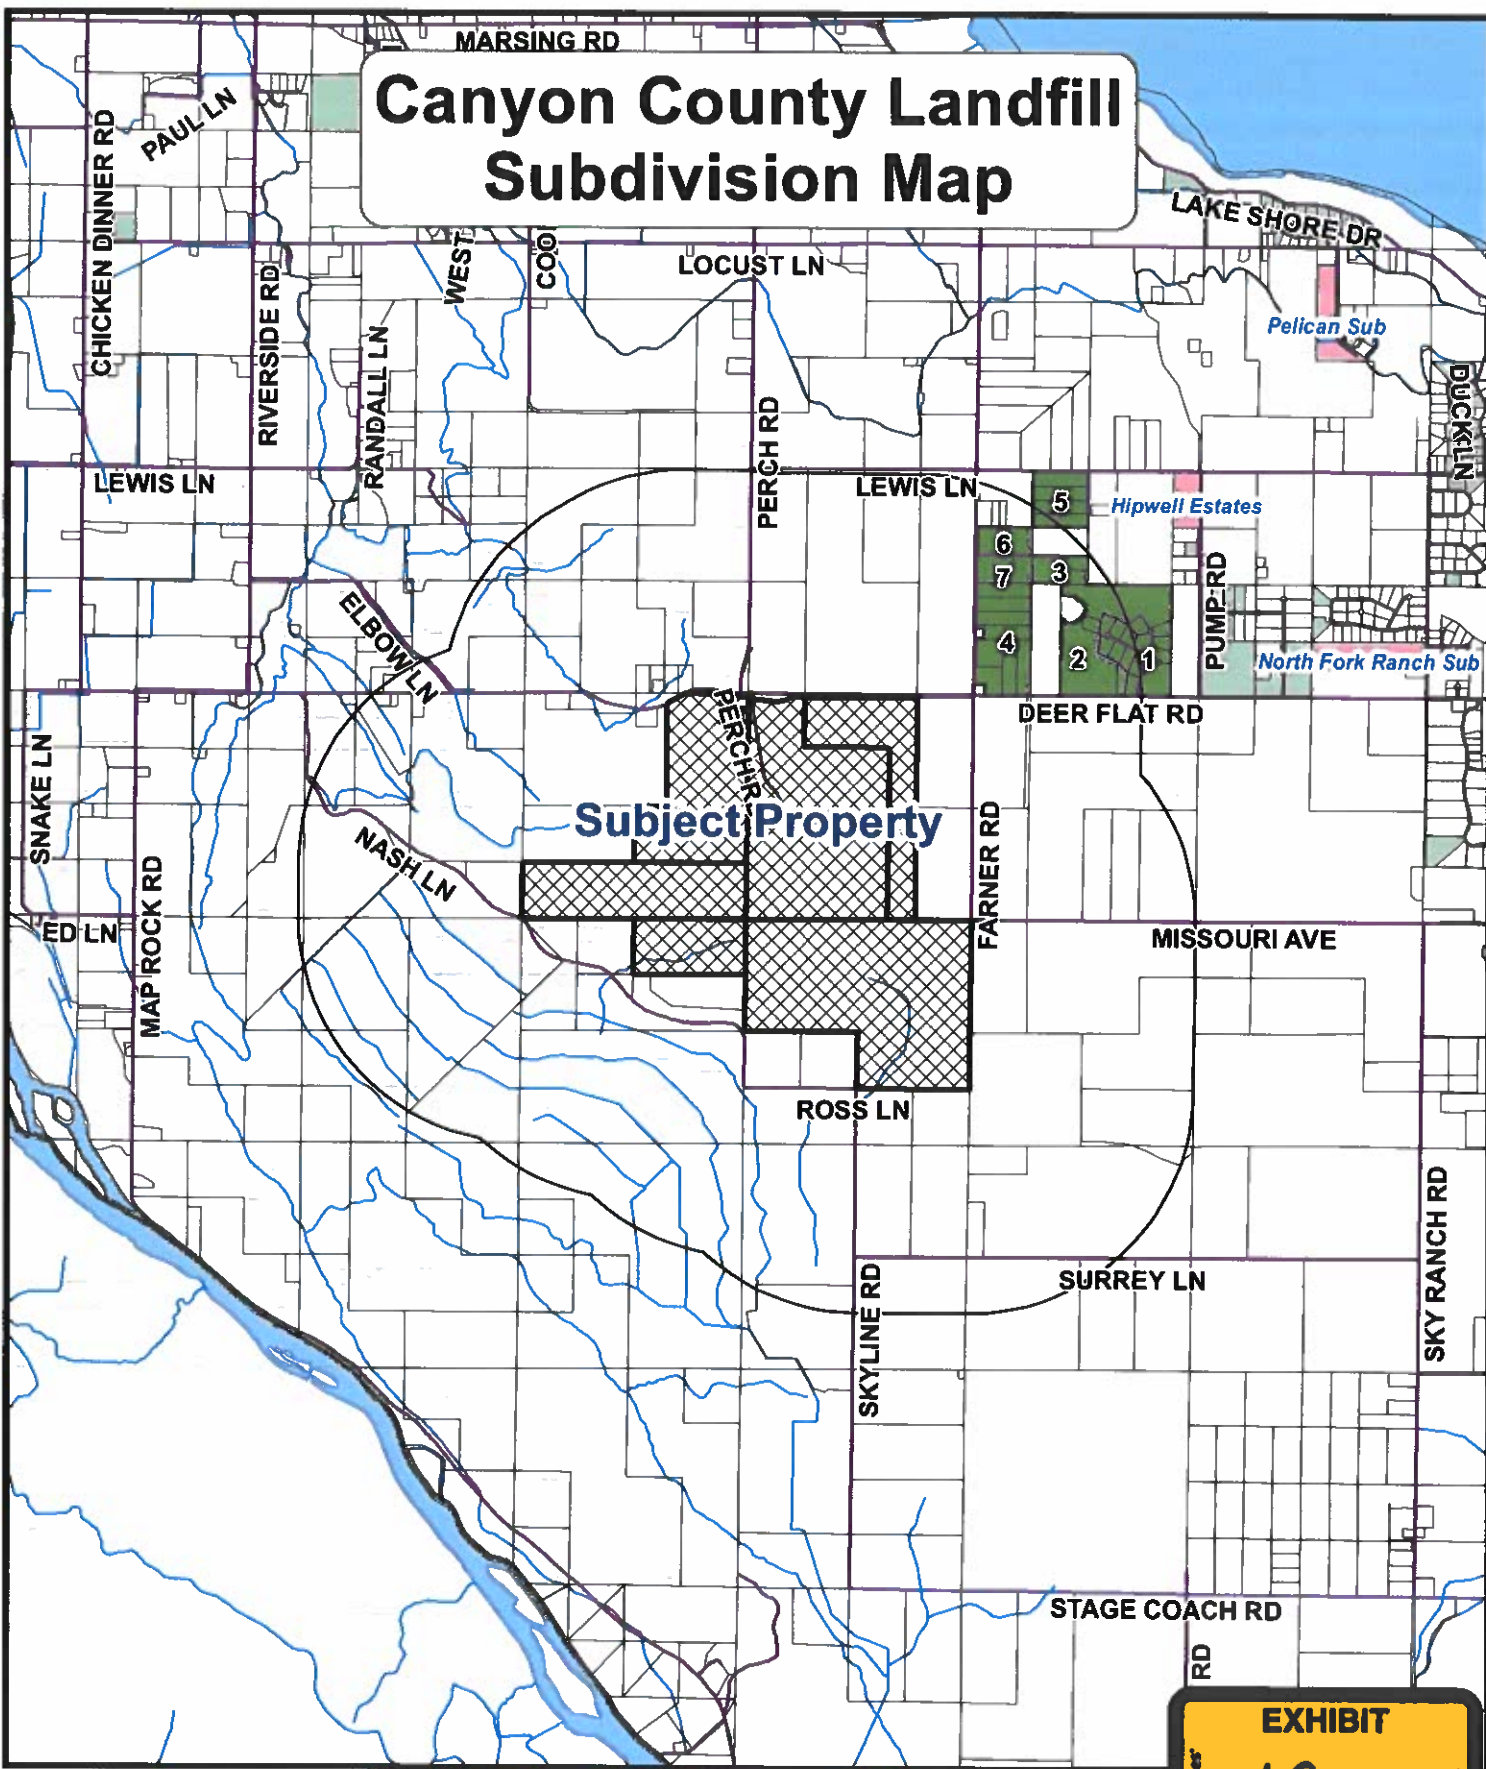 MARSING RD
Canyon County Landfill
Subdivision Map
PAUL LN
CHICKEN DINNER RD
LAKE SHORE DR
RIVERSIDE RD
WEST
LOCUST LN
Pelican Sub
RANDALL LN
DUCK LN
PERCH RD
LEWIS LN
LEWIS LN
5
Hipwell Estates
6
7
3
PUMP RD
ELBOW LN
4
2
1
North Fork Ranch Sub
PERCH R
DEER FLAT RD
SNAKE LN
Subject Property
NASH LN
FARNER RD
MAP ROCK RD
ED LN
MISSOURI AVE
ROSS LN
SKY RANCH RD
SKYLINE RD
SURREY LN
STAGE COACH RD
RD
EXHIBIT